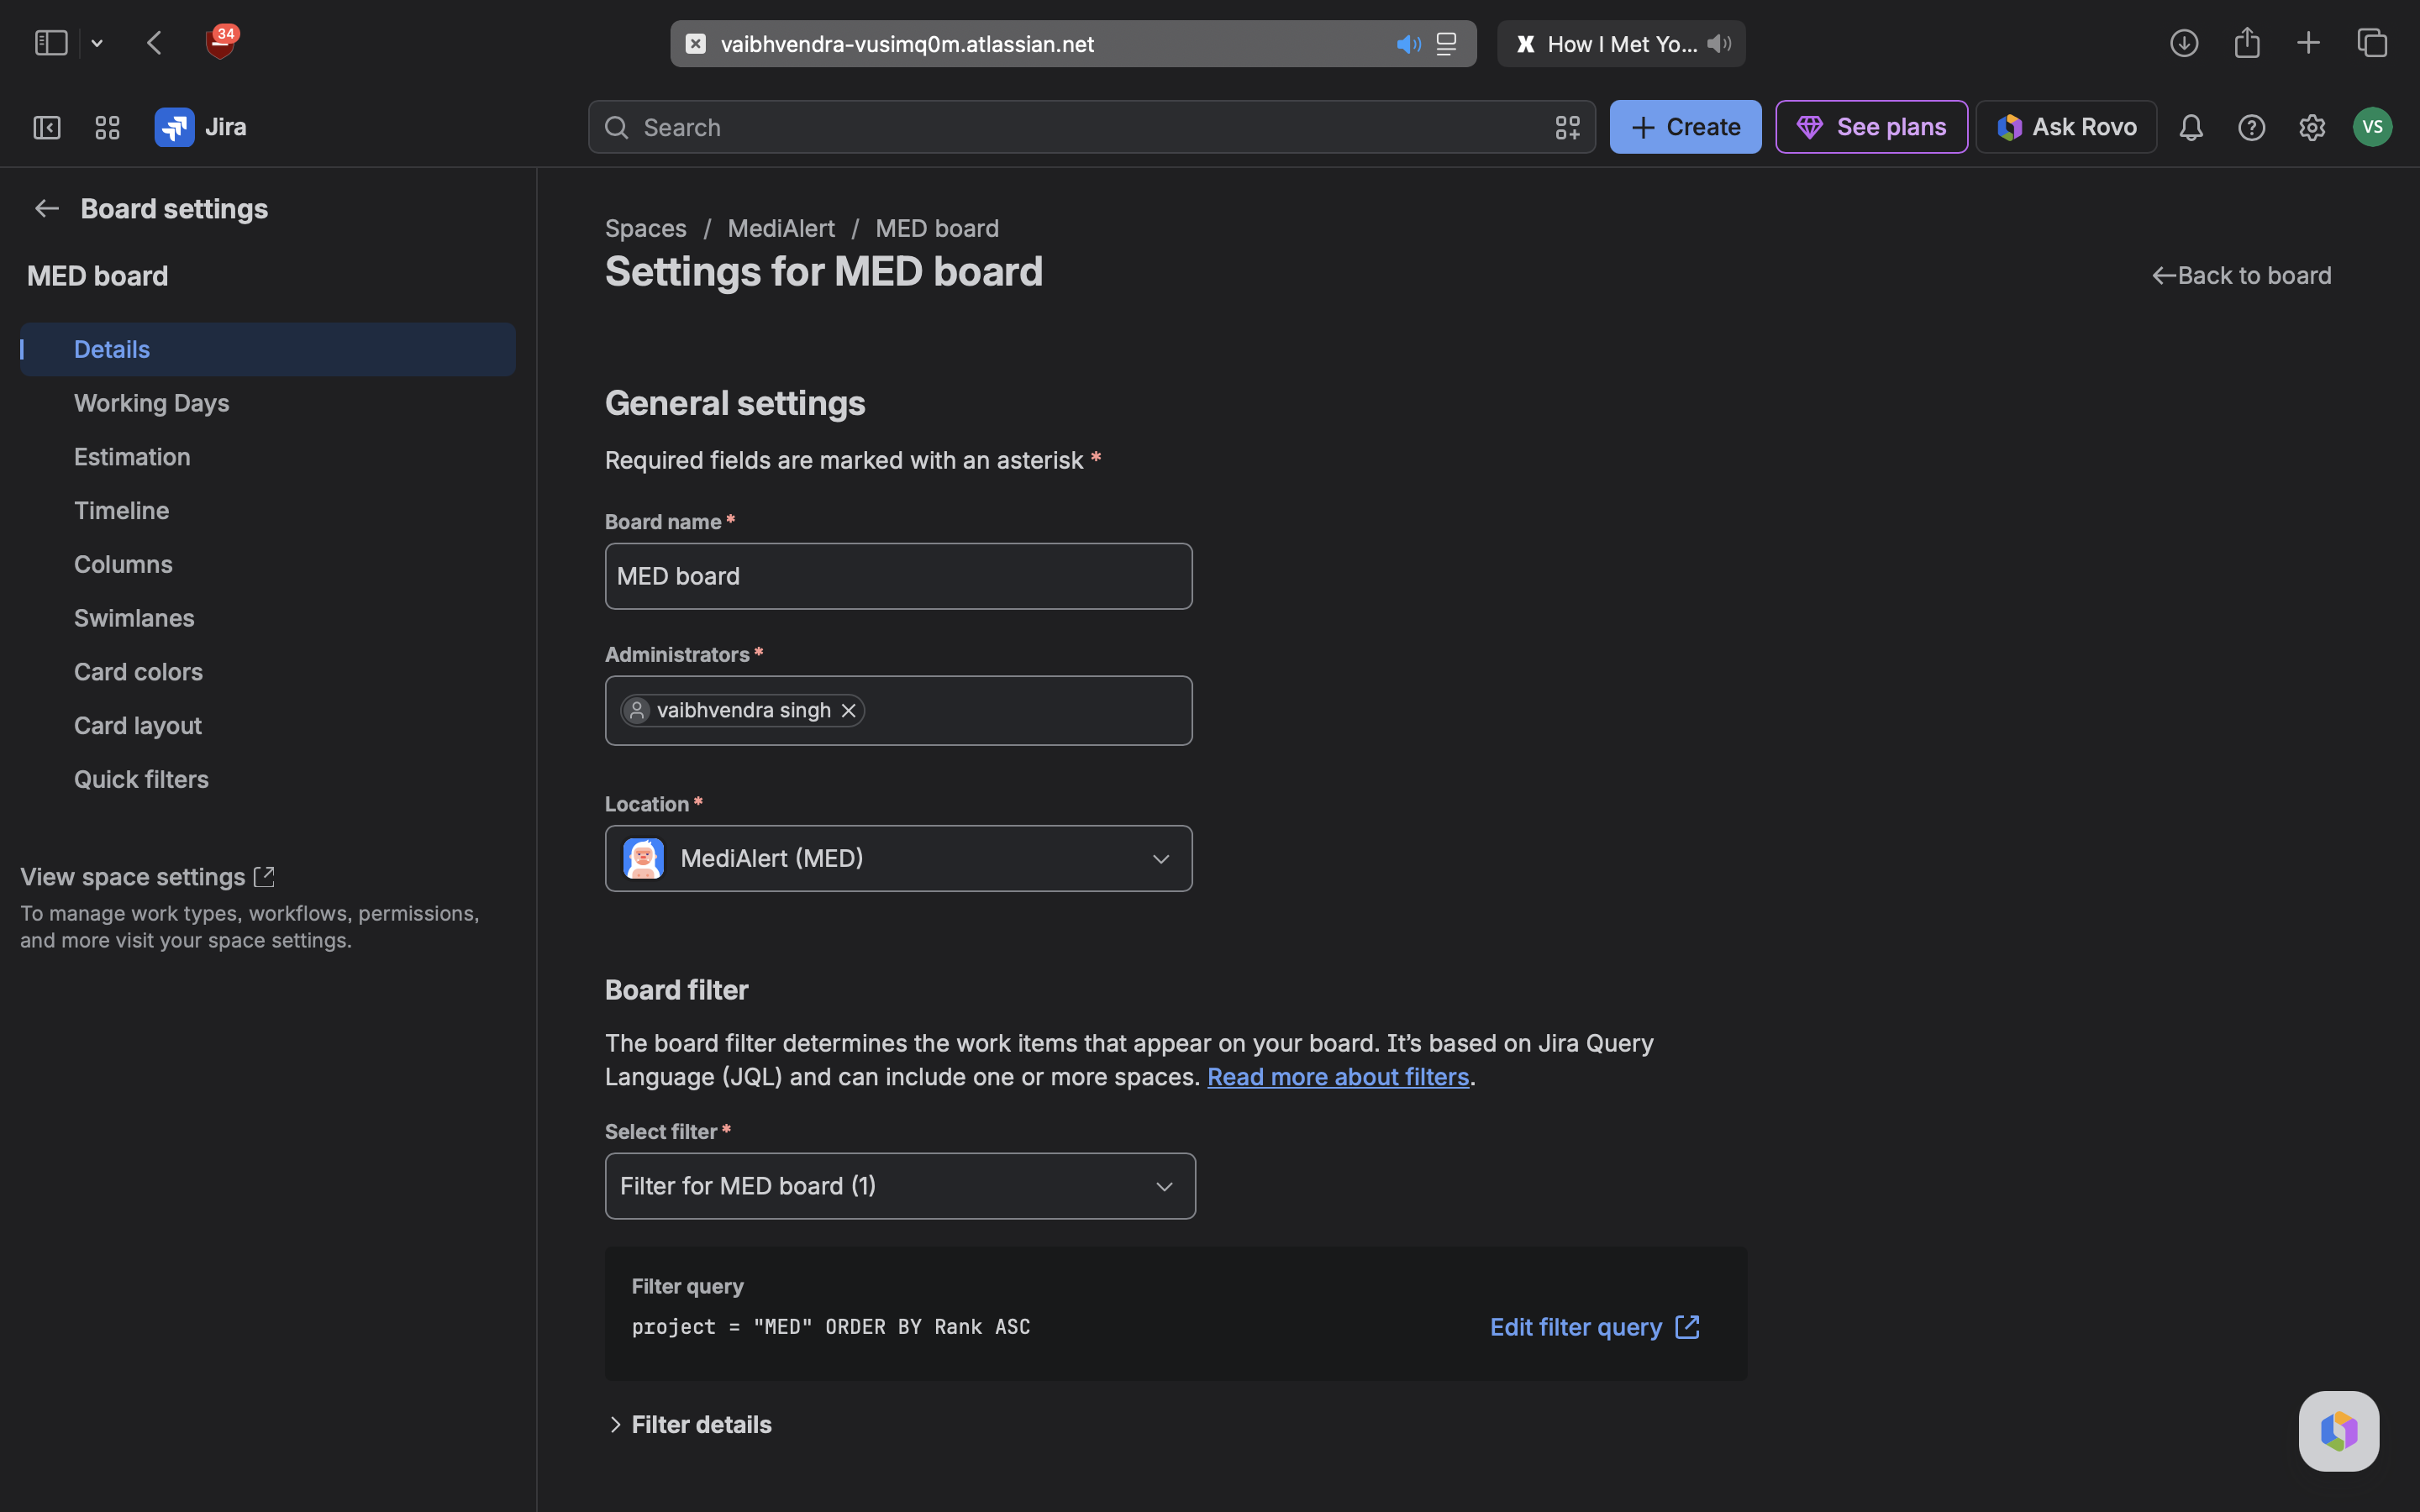 34
vaibhvendra-vusimq0m.atlassian.net
How I Met Yo...
Jira
Search
Create
See plans
Ask Rovo
VS
Board settings
MED board
Details
Working Days
Estimation
Timeline
Columns
Swimlanes
Card colors
Card layout
Quick filters
View space settings
To manage work types, workflows, permissions,
and more visit your space settings.
Spaces / MediAlert / MED board
Settings for MED board
←Back to board
General settings
Required fields are marked with an asterisk *
Board name *
MED board
Administrators *
vaibhvendra singh
Location *
MediAlert (MED)
Board filter
The board filter determines the work items that appear on your board. It’s based on Jira Query
Language (JQL) and can include one or more spaces. Read more about filters.
Select filter *
Filter for MED board (1)
Filter query
project = "MED" ORDER BY Rank ASC
Edit filter query
Filter details